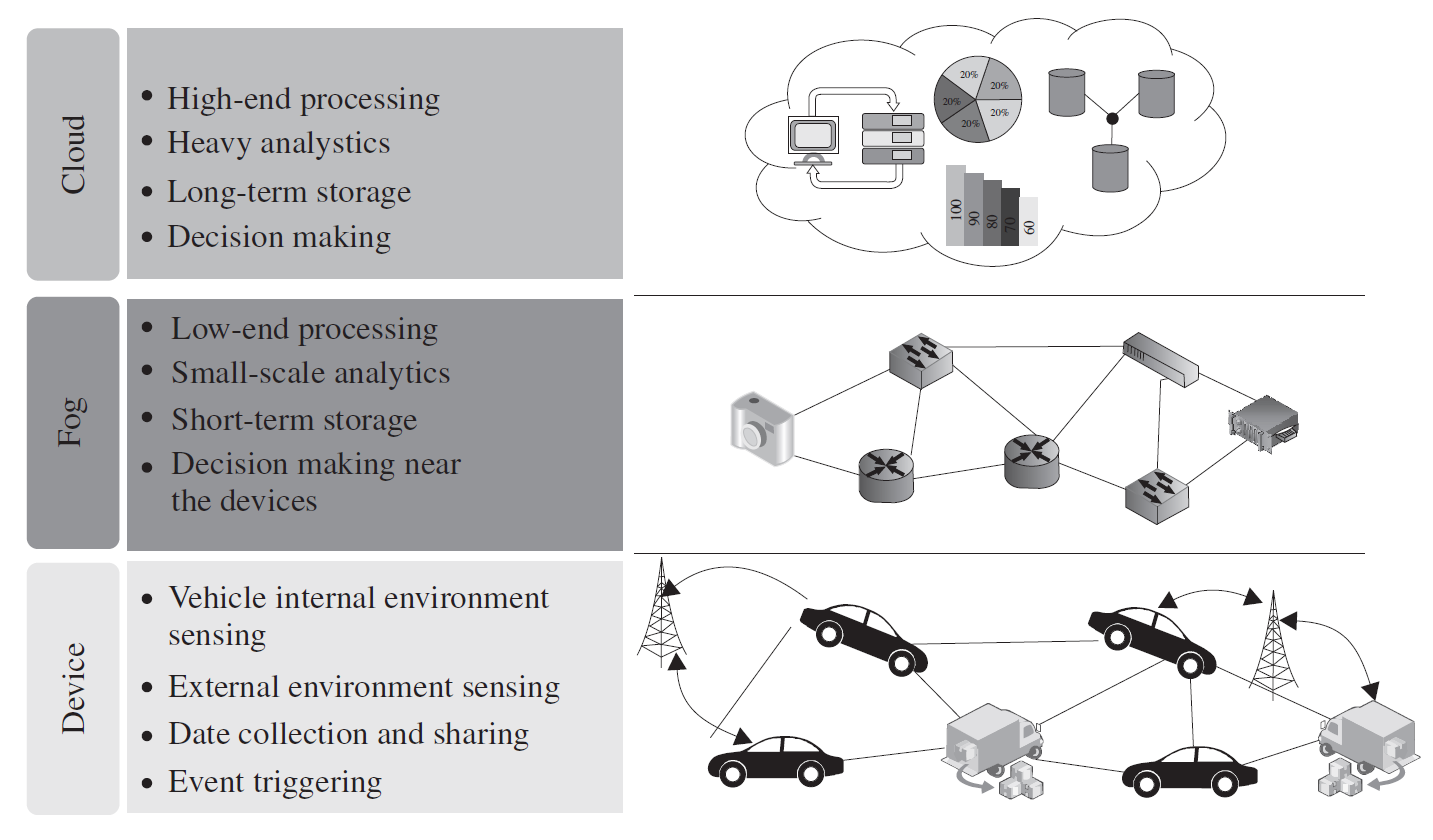 Cloud
• High-end processing
• Heavy analystics
• Long-term storage
• Decision making
20%
20%
20%
20%
20%
100
90
80
70
60
Fog
• Low-end processing
• Small-scale analytics
• Short-term storage
• Decision making near
the devices
Device
• Vehicle internal environment
sensing
• External environment sensing
• Date collection and sharing
• Event triggering